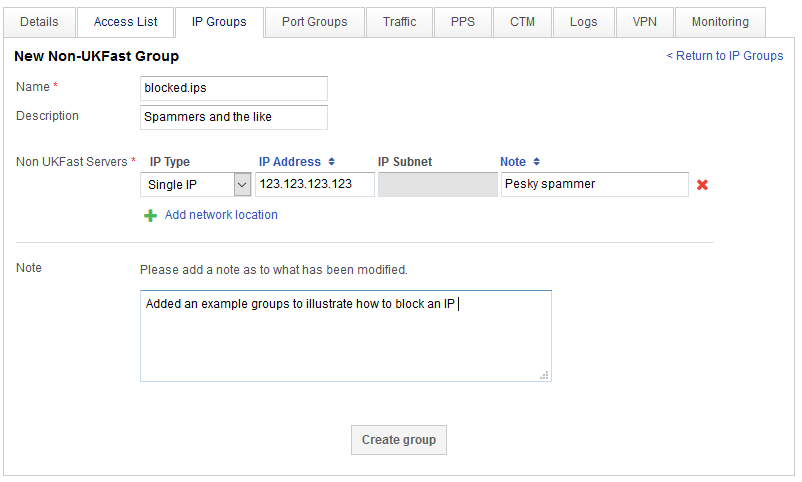 Details Access List IP Groups Port Groups Traffic PPS CTM Logs VPN Monitoring
New Non-UKFast Group < Return to IP Groups
Name * blocked.ips
Description Spammers and the like
Non UKFast Servers * IP Type IP Address IP Subnet Note
Single IP 123.123.123.123 Pesky spammer
Add network location
Note Please add a note as to what has been modified.
Added an example groups to illustrate how to block an IP
Create group